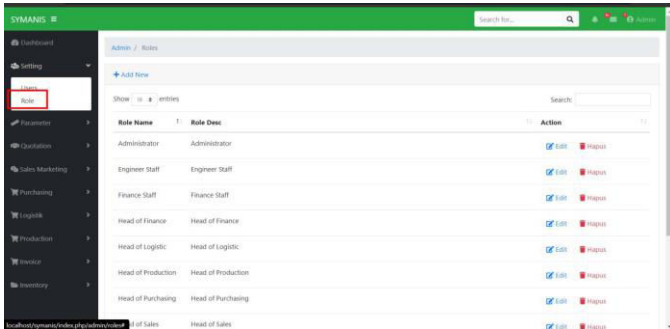 SYMANIS
Search for...
Admin
Dashboard
Setting
Users
Role
Parameter
Quotation
Sales Marketing
Purchasing
Logistik
Production
Invoice
Inventory
Admin / Roles
Add New
Show 10 entries
Search:
Role Name Role Desc Action
Administrator Administrator Edit Hapus
Engineer Staff Engineer Staff Edit Hapus
Finance Staff Finance Staff Edit Hapus
Head of Finance Head of Finance Edit Hapus
Head of Logistic Head of Logistic Edit Hapus
Head of Production Head of Production Edit Hapus
Head of Purchasing Head of Purchasing Edit Hapus
d of Sales Head of Sales Edit Hapus
localhost/symanis/index.php/admin/roles#